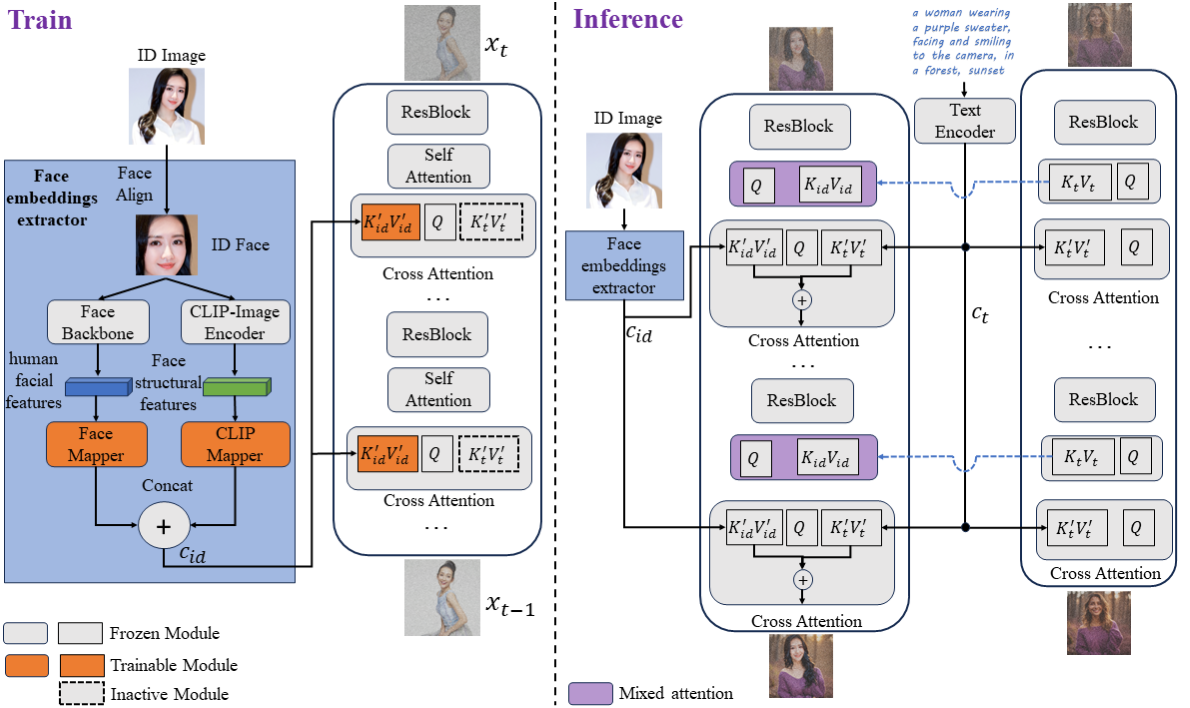 Train
ID Image
Face
Align
Face
embeddings
extractor
ID Face
Face
Backbone
CLIP-Image
Encoder
human
facial
features
Face
structural
features
Face
Mapper
CLIP
Mapper
Concat
+
c_{id}
x_t
ResBlock
Self
Attention
K'_{id}V'_{id}
Q
K'_tV'_t
Cross Attention
...
ResBlock
Self
Attention
K'_{id}V'_{id}
Q
K'_tV'_t
Cross Attention
...
x_{t-1}
Frozen Module
Trainable Module
Inactive Module
Inference
a woman wearing
a purple sweater,
facing and smiling
to the camera, in
a forest, sunset
Text
Encoder
ID Image
Face
embeddings
extractor
c_{id}
ResBlock
Q
K_{id}V_{id}
K'_{id}V'_{id}
Q
K'_tV'_t
+
Cross Attention
...
ResBlock
Q
K_{id}V_{id}
K'_{id}V'_{id}
Q
K'_tV'_t
+
Cross Attention
c_t
ResBlock
K_tV_t
Q
K'_tV'_t
Q
Cross Attention
...
ResBlock
K_tV_t
Q
K'_tV'_t
Q
Cross Attention
Mixed attention